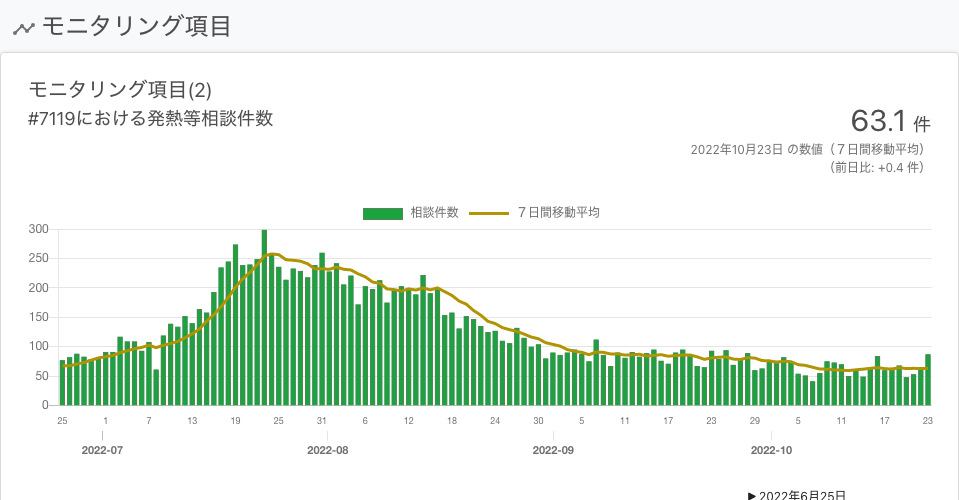 モニタリング項目
モニタリング項目(2)
#7119における発熱等相談件数
63.1 件
2022年10月23日 の数値（７日間移動平均）
（前日比: +0.4 件）
相談件数 ７日間移動平均
300
250
200
150
100
50
0
25 1 7 13 19 25 31 6 12 18 24 30 5 11 17 23 29 5 11 17 23
2022-07 2022-08 2022-09 2022-10
▶ 2022年6月25日